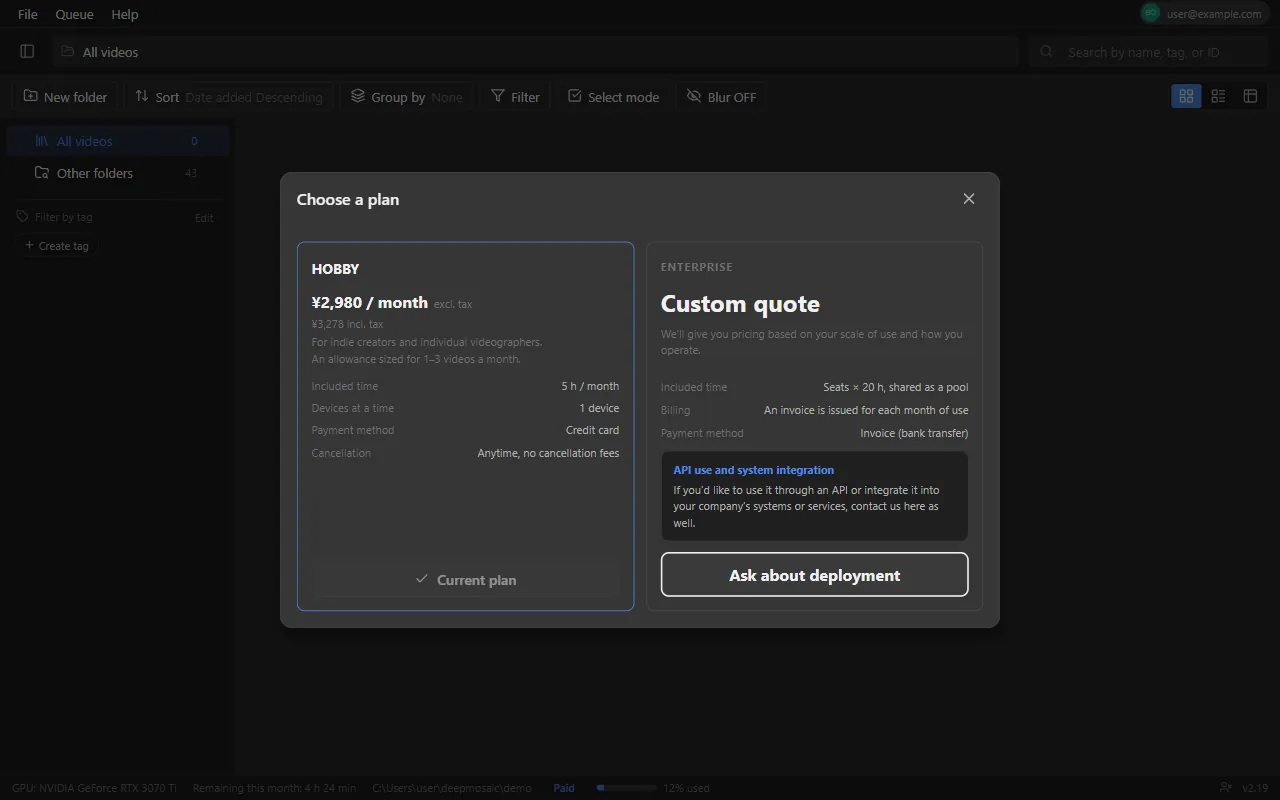 File Queue Help
user@example.com
All videos
Search by name, tag, or ID
New folder
Sort Date added Descending
Group by None
Filter
Select mode
Blur OFF
All videos 0
Other folders 43
Filter by tag Edit
+ Create tag
Choose a plan
HOBBY
¥2,980 / month excl. tax
¥3,278 incl. tax
For indie creators and individual videographers.
An allowance sized for 1–3 videos a month.
Included time 5 h / month
Devices at a time 1 device
Payment method Credit card
Cancellation Anytime, no cancellation fees
Current plan
ENTERPRISE
Custom quote
We'll give you pricing based on your scale of use and how you
operate.
Included time Seats × 20 h, shared as a pool
Billing An invoice is issued for each month of use
Payment method Invoice (bank transfer)
API use and system integration
If you'd like to use it through an API or integrate it into
your company's systems or services, contact us here as
well.
Ask about deployment
GPU: NVIDIA GeForce RTX 3070 Ti
Remaining this month: 4 h 24 min
C:\Users\user\deepmosaic\demo
Paid
12% used
v2.19